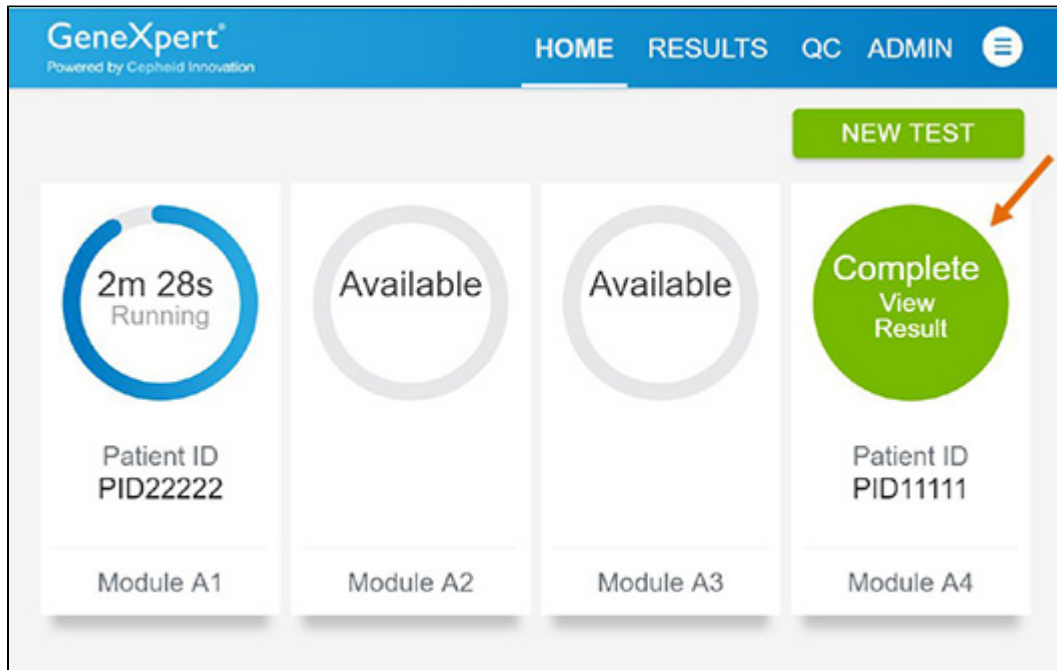 GeneXpert®
Powered by Cepheid Innovation
HOME RESULTS QC ADMIN
NEW TEST
2m 28s
Running
Patient ID
PID22222
Module A1
Available
Module A2
Available
Module A3
Complete
View
Result
Patient ID
PID11111
Module A4